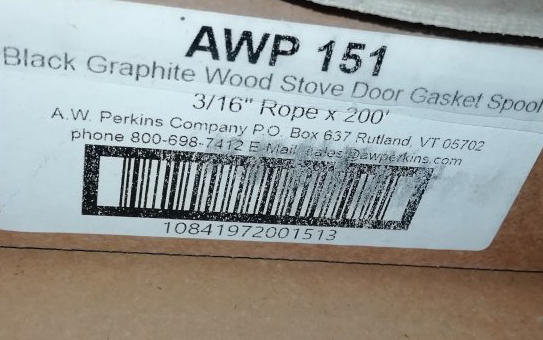 AWP 151
Black Graphite Wood Stove Door Gasket Spool
3/16" Rope x 200'
A.W. Perkins Company P.O. Box 637 Rutland, VT 05702
phone 800-698-7412 E-Mail: sales@awperkins.com
10841972001513